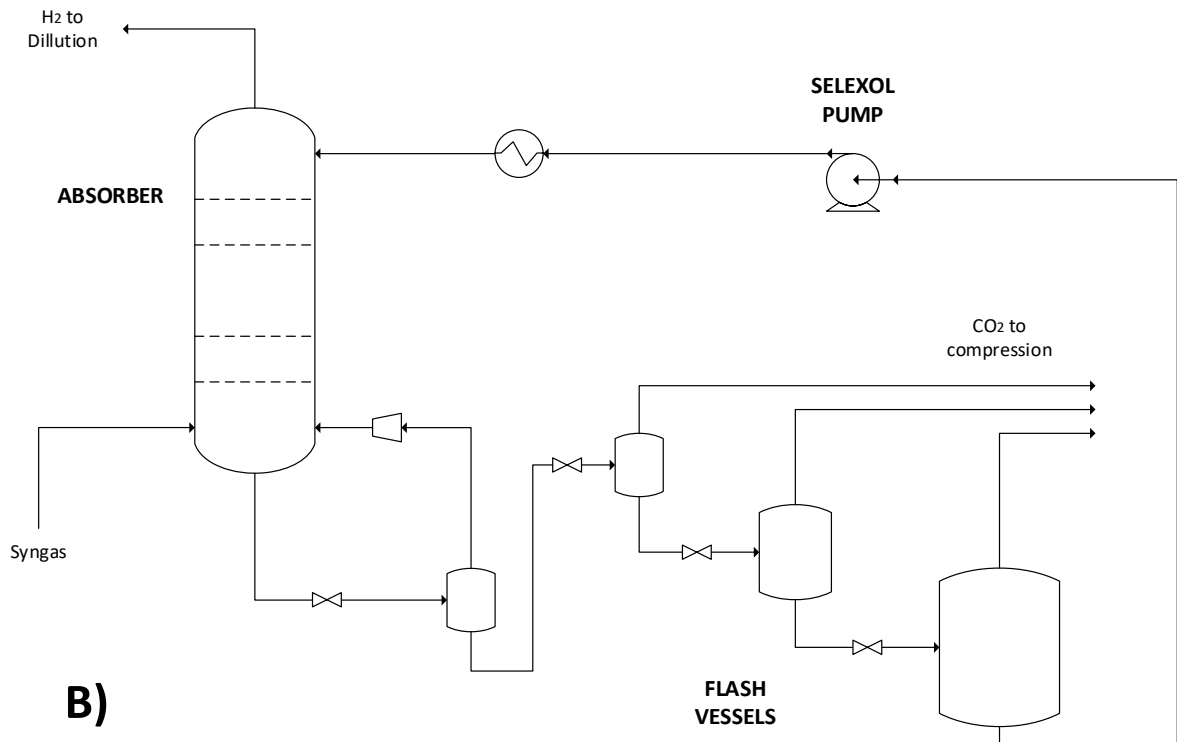 H2 to
Dillution
SELEXOL
PUMP
ABSORBER
CO2 to
compression
Syngas
FLASH
VESSELS
B)